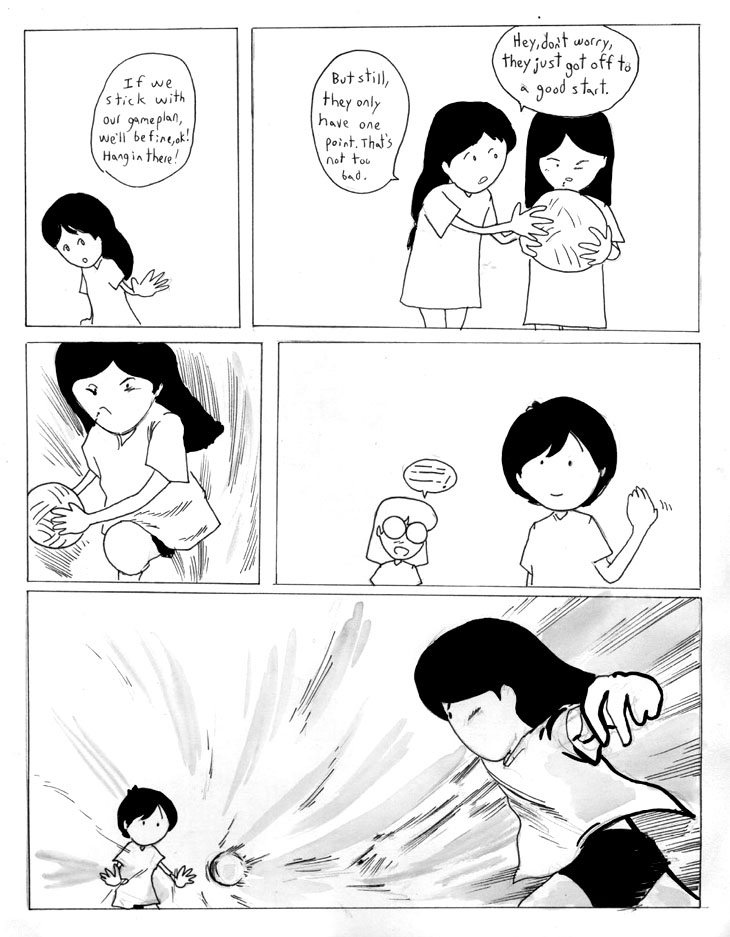 If we
stick with
our gameplan,
we'll be fine, ok!
Hang in there!
Hey, don't worry,
they just got off to
a good start.
But still,
they only
have one
point. That's
not too
bad.